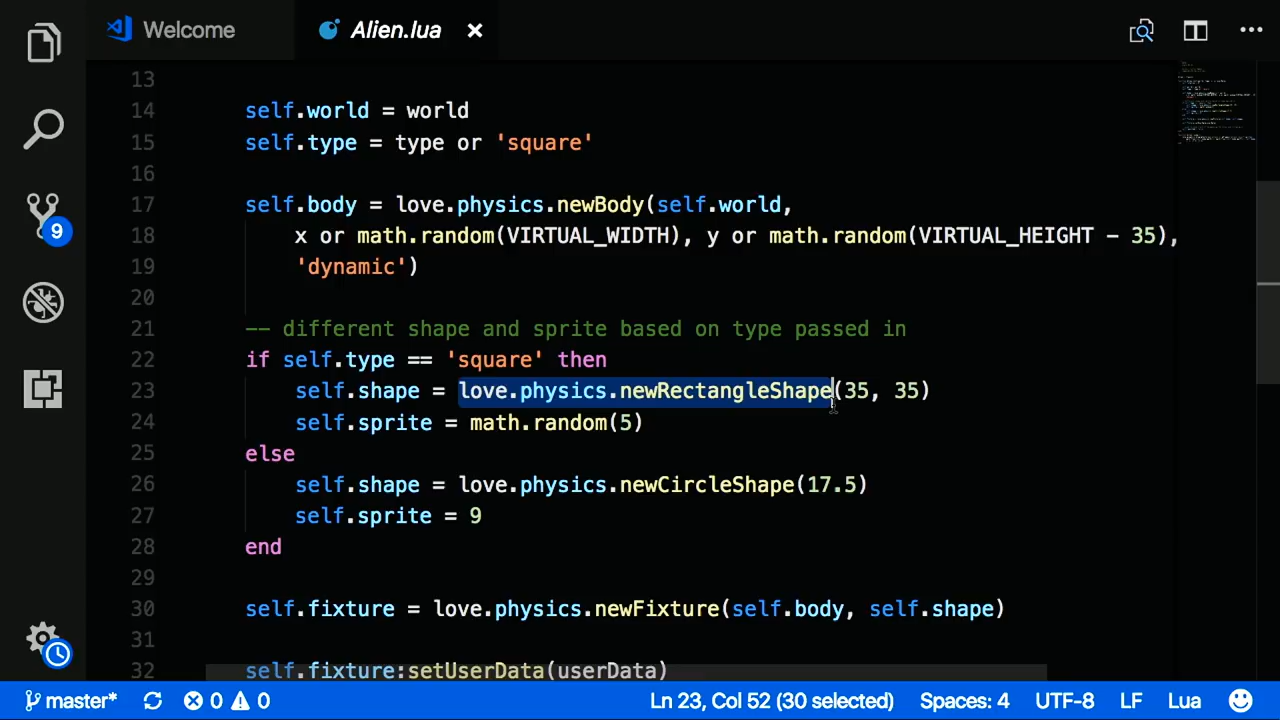 Welcome
Alien.lua
13
14 self.world = world
15 self.type = type or 'square'
16
17 self.body = love.physics.newBody(self.world,
18 x or math.random(VIRTUAL_WIDTH), y or math.random(VIRTUAL_HEIGHT - 35),
19 'dynamic')
20
21 -- different shape and sprite based on type passed in
22 if self.type == 'square' then
23 self.shape = love.physics.newRectangleShape(35, 35)
24 self.sprite = math.random(5)
25 else
26 self.shape = love.physics.newCircleShape(17.5)
27 self.sprite = 9
28 end
29
30 self.fixture = love.physics.newFixture(self.body, self.shape)
31
32 self.fixture:setUserData(userData)
9
master* 0 0 Ln 23, Col 52 (30 selected) Spaces: 4 UTF-8 LF Lua